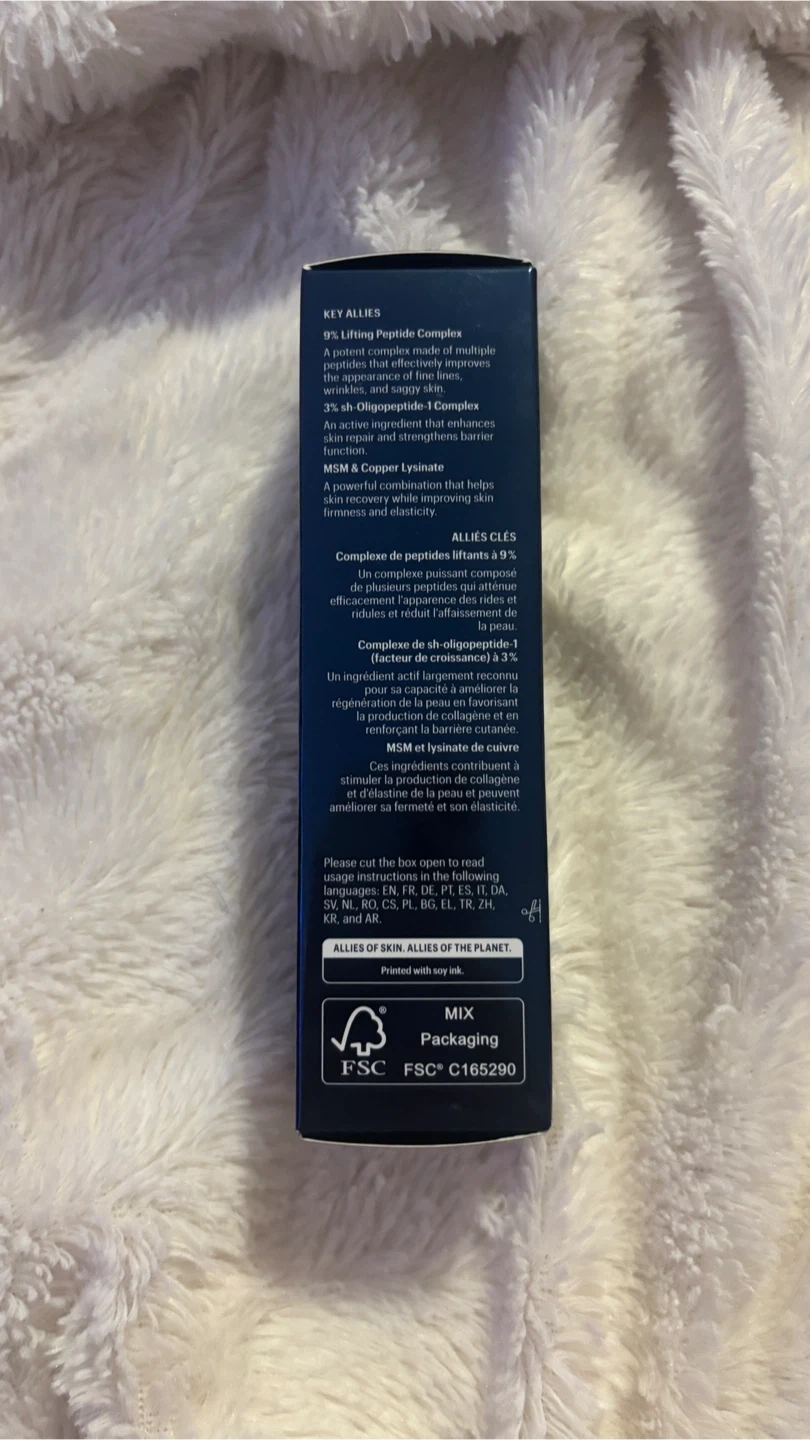 KEY ALLIES
9% Lifting Peptide Complex
A potent complex made of multiple
peptides that effectively improves
the appearance of fine lines,
wrinkles, and saggy skin.
3% sh-Oligopeptide-1 Complex
An active ingredient that enhances
skin repair and strengthens barrier
function.
MSM & Copper Lysinate
A powerful combination that helps
skin recovery while improving skin
firmness and elasticity.
ALLIÉS CLÉS
Complexe de peptides liftants à 9%
Un complexe puissant composé
de plusieurs peptides qui atténue
efficacement l'apparence des rides et
ridules et réduit l'affaissement de
la peau.
Complexe de sh-oligopeptide-1
(facteur de croissance) à 3%
Un ingrédient actif largement reconnu
pour sa capacité à améliorer la
régénération de la peau en favorisant
la production de collagène et en
renforçant la barrière cutanée.
MSM et lysinate de cuivre
Ces ingrédients contribuent à
stimuler la production de collagène
et d'élastine de la peau et peuvent
améliorer sa fermeté et son élasticité.
Please cut the box open to read
usage instructions in the following
languages: EN, FR, DE, PT, ES, IT, DA,
SV, NL, RO, CS, PL, BG, EL, TR, ZH,
KR, and AR.
ALLIES OF SKIN. ALLIES OF THE PLANET.
Printed with soy ink.
®
MIX
Packaging
FSC
FSC® C165290